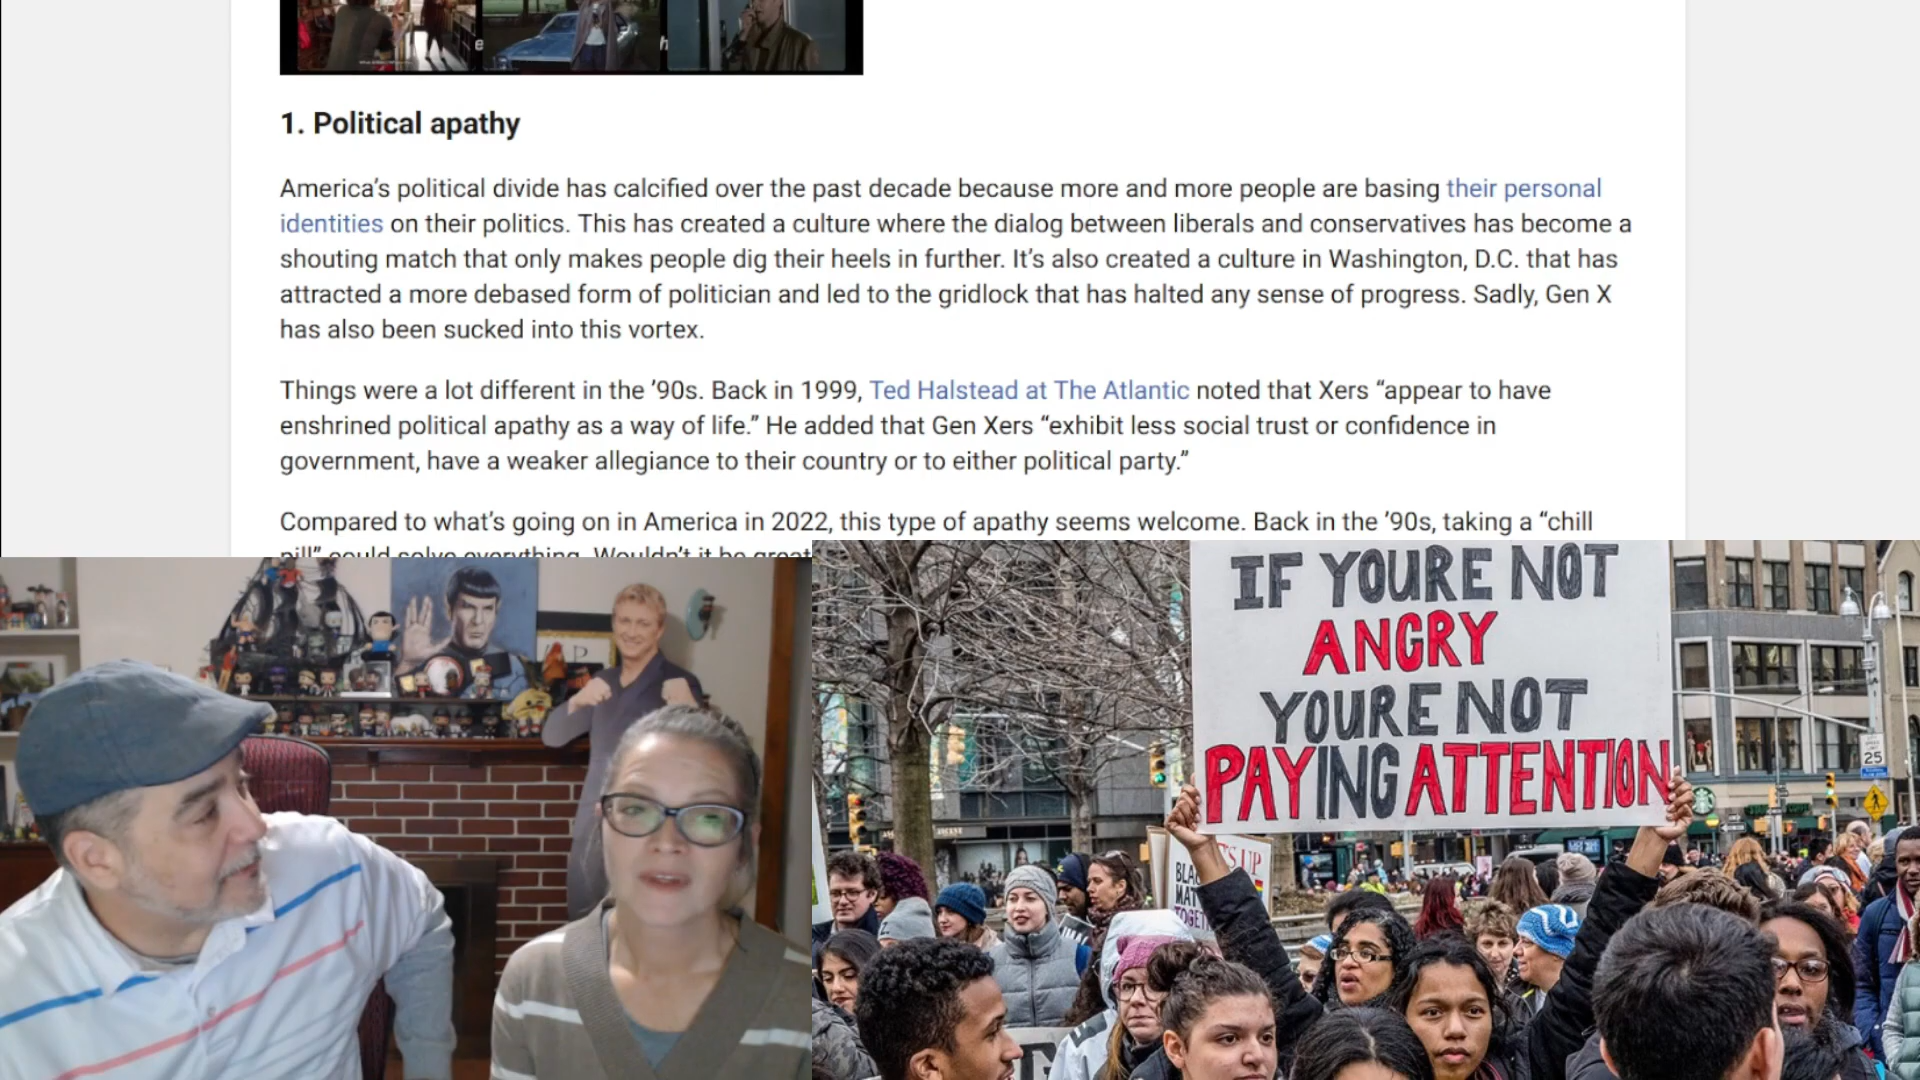 1. Political apathy
America’s political divide has calcified over the past decade because more and more people are basing their personal
identities on their politics. This has created a culture where the dialog between liberals and conservatives has become a
shouting match that only makes people dig their heels in further. It’s also created a culture in Washington, D.C. that has
attracted a more debased form of politician and led to the gridlock that has halted any sense of progress. Sadly, Gen X
has also been sucked into this vortex.
Things were a lot different in the ’90s. Back in 1999, Ted Halstead at The Atlantic noted that Xers “appear to have
enshrined political apathy as a way of life.” He added that Gen Xers “exhibit less social trust or confidence in
government, have a weaker allegiance to their country or to either political party.”
Compared to what’s going on in America in 2022, this type of apathy seems welcome. Back in the ’90s, taking a “chill
pill” could solve everything. Wouldn’t it be great
IF YOURE NOT
ANGRY
YOURE NOT
PAYING ATTENTION
25